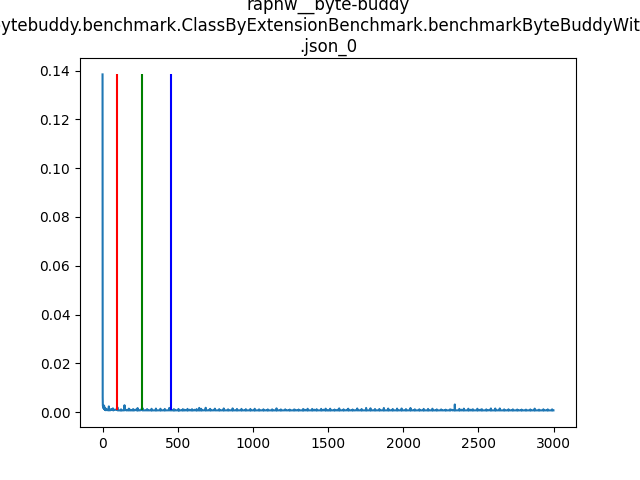 raphw__byte-buddy
ytebuddy.benchmark.ClassByExtensionBenchmark.benchmarkByteBuddyWit
.json_0
0.14
0.12
0.10
0.08
0.06
0.04
0.02
0.00
0 500 1000 1500 2000 2500 3000